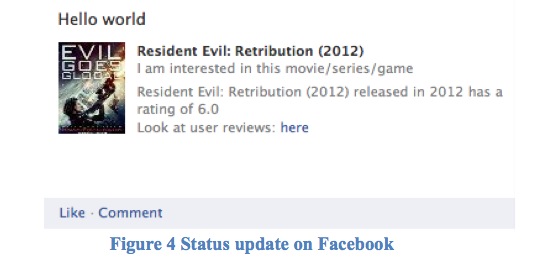 Hello world
EVIL
GOES
GLOBAL
Resident Evil: Retribution (2012)
I am interested in this movie/series/game
Resident Evil: Retribution (2012) released in 2012 has a
rating of 6.0
Look at user reviews: here
Like · Comment
Figure 4 Status update on Facebook